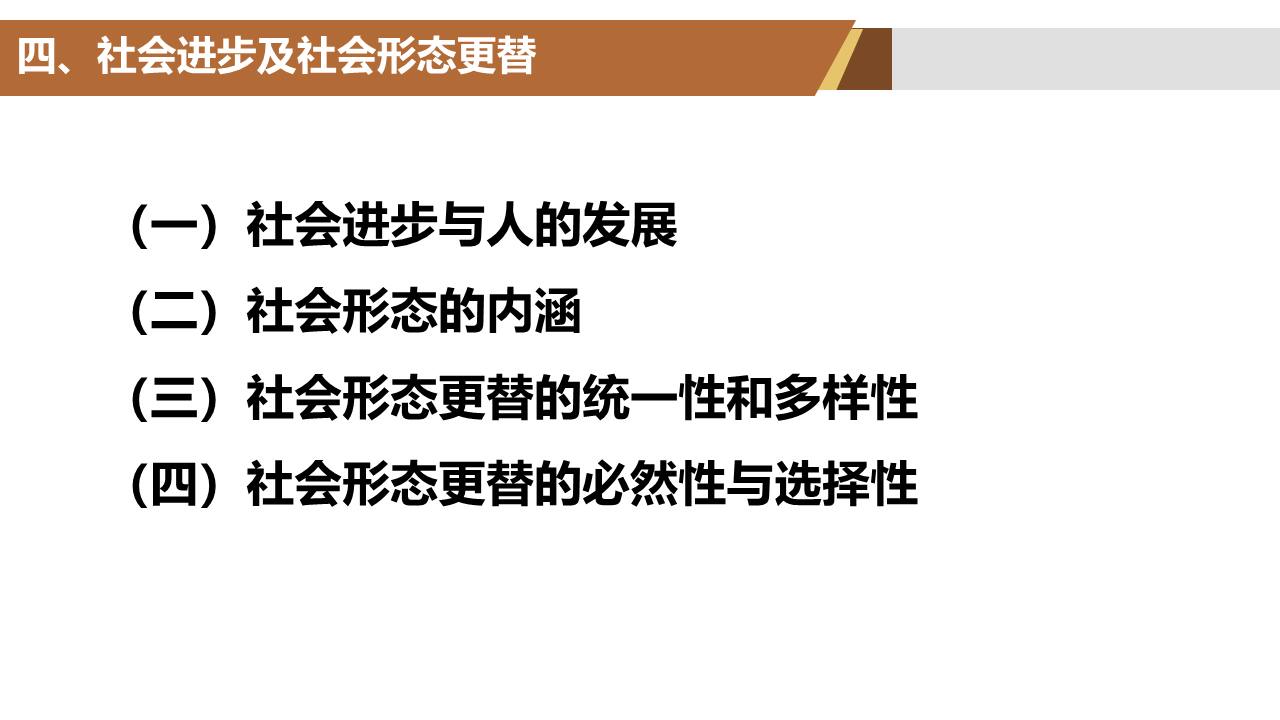 四、社会进步及社会形态更替
（一）社会进步与人的发展
（二）社会形态的内涵
（三）社会形态更替的统一性和多样性
（四）社会形态更替的必然性与选择性